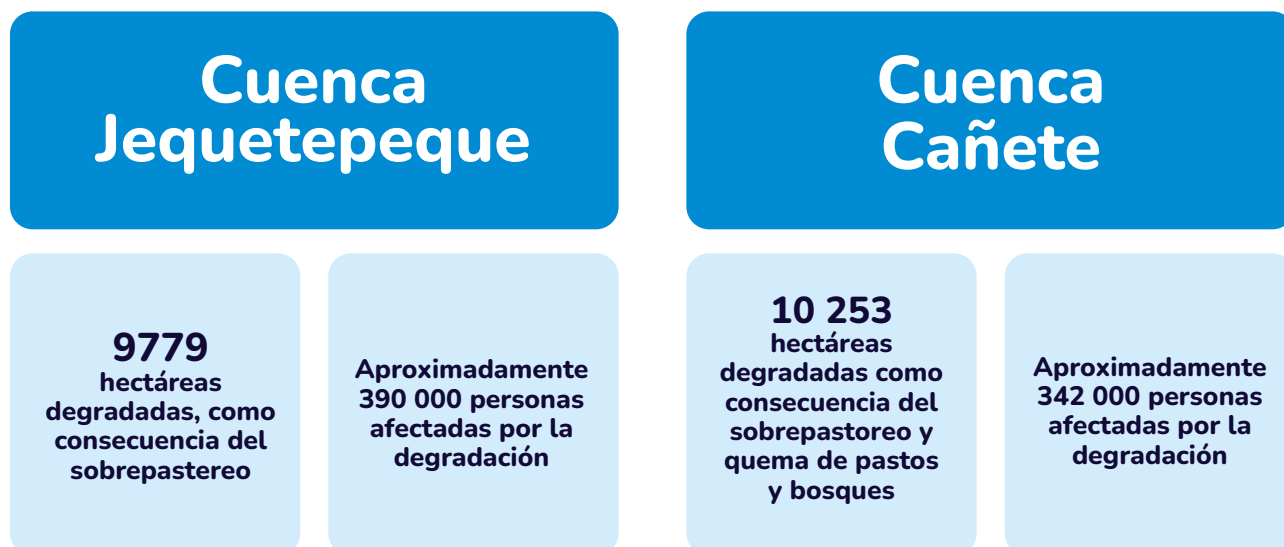 Cuenca
Jequetepeque
9779
hectáreas
degradadas, como
consecuencia del
sobrepastereo
Aproximadamente
390 000 personas
afectadas por la
degradación
Cuenca
Cañete
10 253
hectáreas
degradadas como
consecuencia del
sobrepastoreo y
quema de pastos
y bosques
Aproximadamente
342 000 personas
afectadas por la
degradación